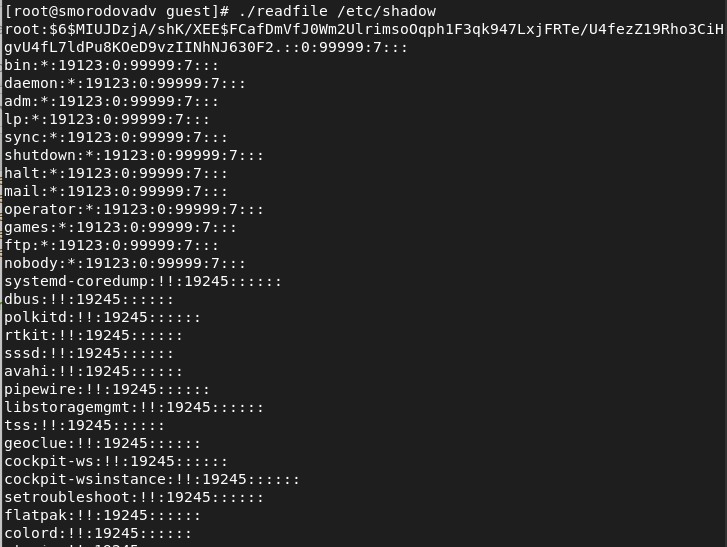 [root@smorodovadv guest]# ./readfile /etc/shadow
root:$6$MIUJDzjA/shK/XEE$FCafDmVfJ0Wm2UlrimsoOqph1F3qk947LxjFRTe/U4fezZ19Rho3CiH
gvU4fL7ldPu8KOeD9vzIINhNJ630F2.::0:99999:7:::
bin:*:19123:0:99999:7:::
daemon:*:19123:0:99999:7:::
adm:*:19123:0:99999:7:::
lp:*:19123:0:99999:7:::
sync:*:19123:0:99999:7:::
shutdown:*:19123:0:99999:7:::
halt:*:19123:0:99999:7:::
mail:*:19123:0:99999:7:::
operator:*:19123:0:99999:7:::
games:*:19123:0:99999:7:::
ftp:*:19123:0:99999:7:::
nobody:*:19123:0:99999:7:::
systemd-coredump:!!:19245::::::
dbus:!!:19245::::::
polkitd:!!:19245::::::
rtkit:!!:19245::::::
sssd:!!:19245::::::
avahi:!!:19245::::::
pipewire:!!:19245::::::
libstoragemgmt:!!:19245::::::
tss:!!:19245::::::
geoclue:!!:19245::::::
cockpit-ws:!!:19245::::::
cockpit-wsinstance:!!:19245::::::
setroubleshoot:!!:19245::::::
flatpak:!!:19245::::::
colord:!!:19245::::::